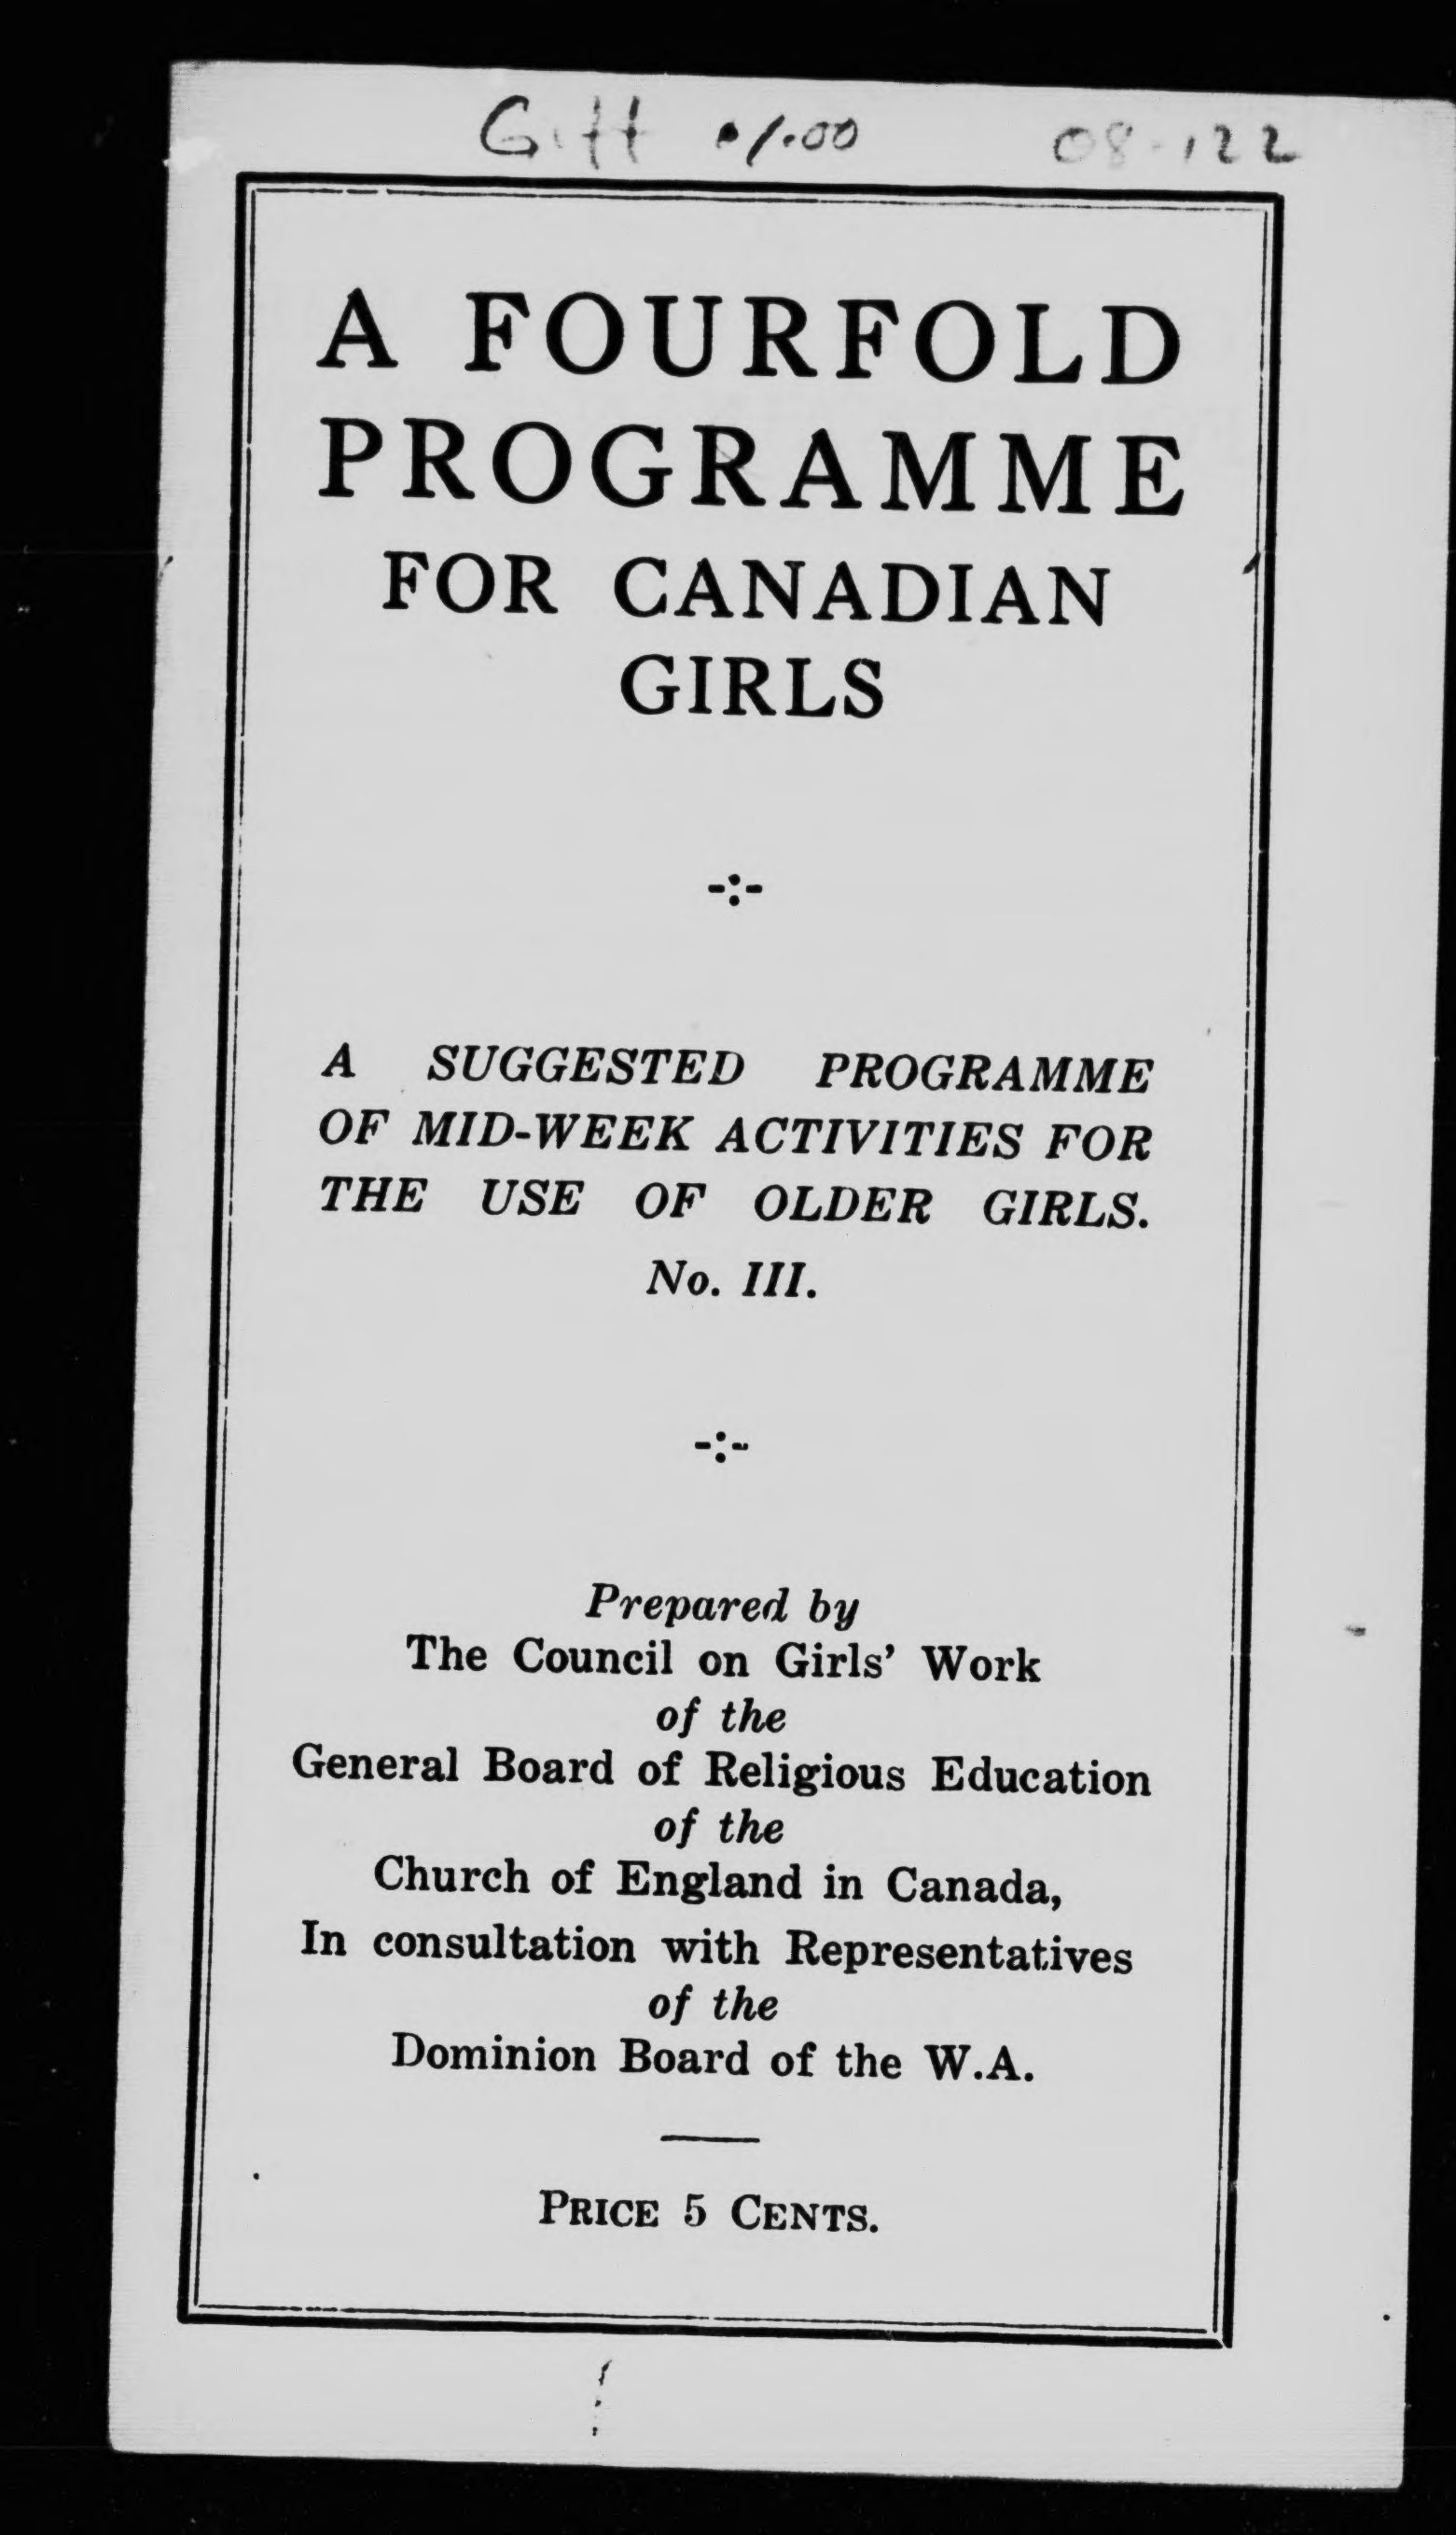 Gift $1.00 08-122
A FOURFOLD
PROGRAMME
FOR CANADIAN
GIRLS
-:-
A SUGGESTED PROGRAMME
OF MID-WEEK ACTIVITIES FOR
THE USE OF OLDER GIRLS.
No. III.
-:-
Prepared by
The Council on Girls' Work
of the
General Board of Religious Education
of the
Church of England in Canada,
In consultation with Representatives
of the
Dominion Board of the W.A.
PRICE 5 CENTS.